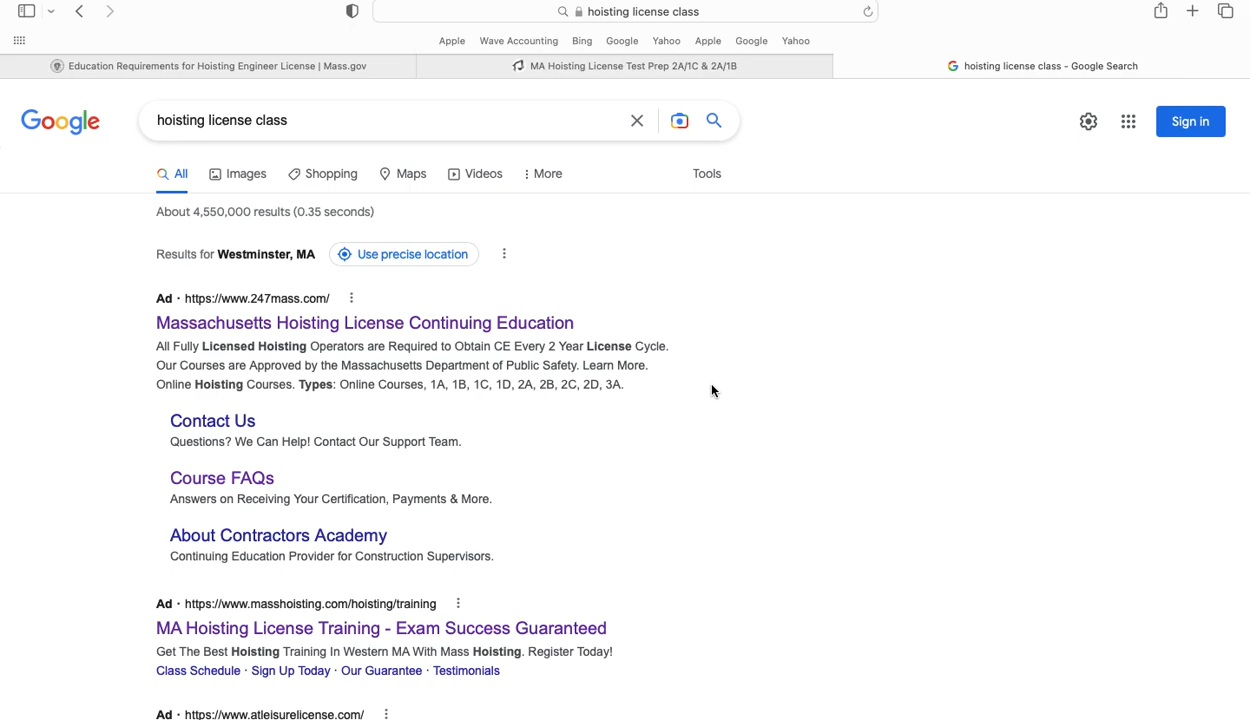 hoisting license class
Apple Wave Accounting Bing Google Yahoo Apple Google Yahoo
Education Requirements for Hoisting Engineer License | Mass.gov
MA Hoisting License Test Prep 2A/1C & 2A/1B
hoisting license class - Google Search
Google
hoisting license class
Sign in
All Images Shopping Maps Videos More Tools
About 4,550,000 results (0.35 seconds)
Results for Westminster, MA Use precise location
Ad · https://www.247mass.com/
Massachusetts Hoisting License Continuing Education
All Fully Licensed Hoisting Operators are Required to Obtain CE Every 2 Year License Cycle.
Our Courses are Approved by the Massachusetts Department of Public Safety. Learn More.
Online Hoisting Courses. Types: Online Courses, 1A, 1B, 1C, 1D, 2A, 2B, 2C, 2D, 3A.
Contact Us
Questions? We Can Help! Contact Our Support Team.
Course FAQs
Answers on Receiving Your Certification, Payments & More.
About Contractors Academy
Continuing Education Provider for Construction Supervisors.
Ad · https://www.masshoisting.com/hoisting/training
MA Hoisting License Training - Exam Success Guaranteed
Get The Best Hoisting Training In Western MA With Mass Hoisting. Register Today!
Class Schedule · Sign Up Today · Our Guarantee · Testimonials
Ad · https://www.atleisurelicense.com/